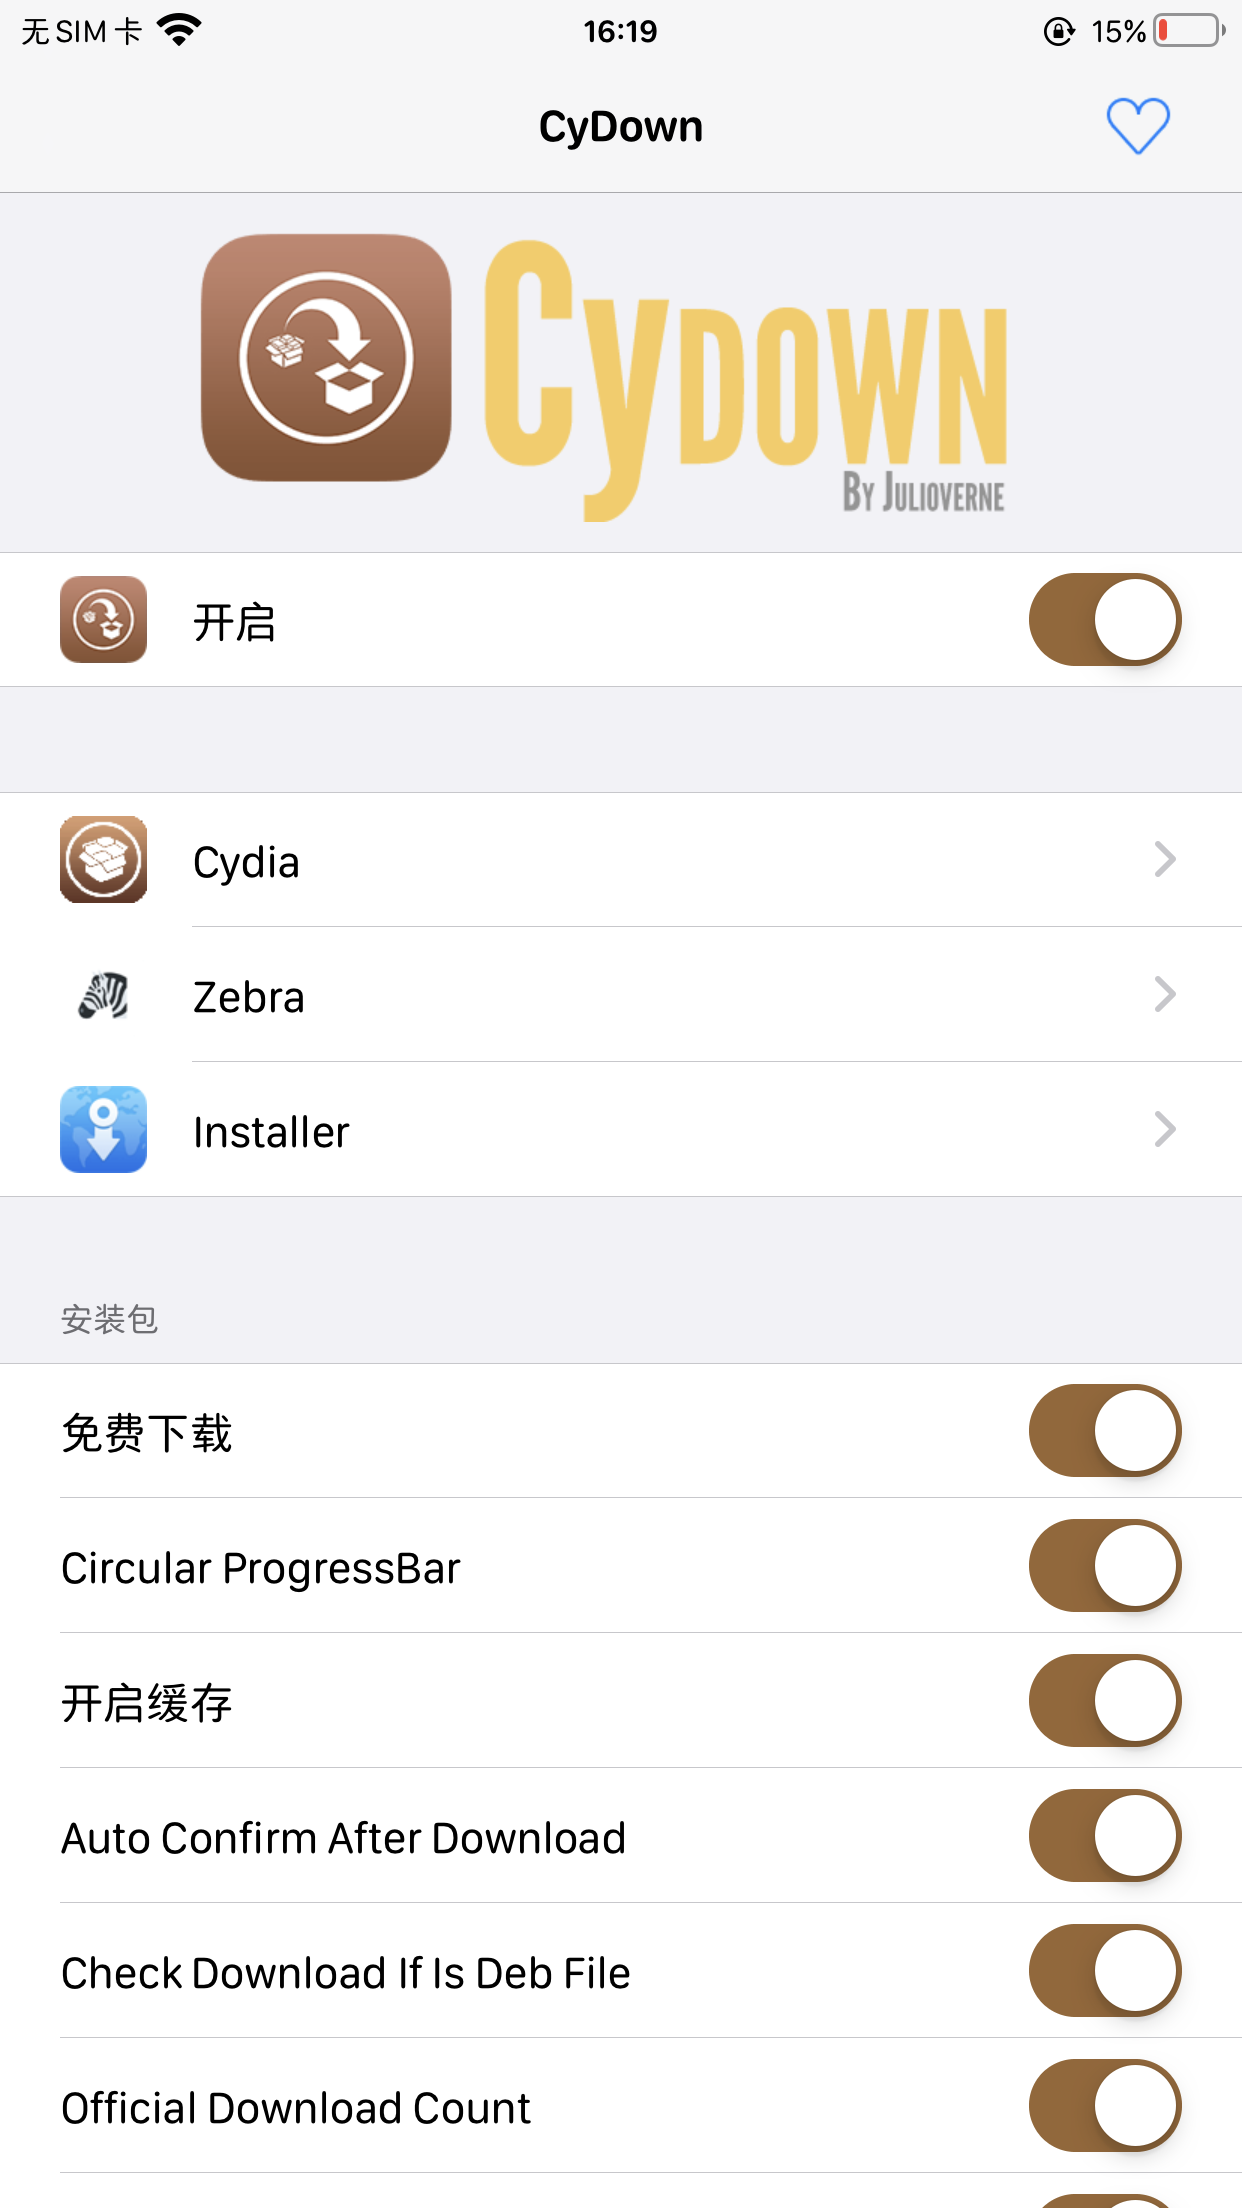 无 SIM 卡
16:19
15%
CyDown
CyDOWN
BY JULIOVERNE
开启
Cydia
Zebra
Installer
安装包
免费下载
Circular ProgressBar
开启缓存
Auto Confirm After Download
Check Download If Is Deb File
Official Download Count